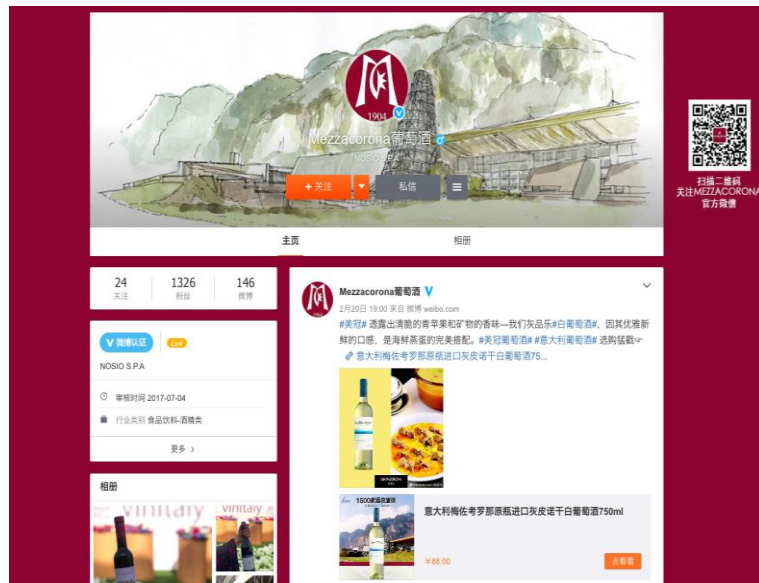 1904
Mezzacorona葡萄酒
NOSIO S.P.A
+ 关注
私信
扫描二维码
关注MEZZACORONA
官方微信
主页
相册
24
关注
1326
粉丝
146
微博
V 微博认证
Lv4
NOSIO S.P.A
审核时间 2017-07-04
行业类别 食品饮料-酒精类
更多 >
相册
vinitaly
vinitaly
Mezzacorona葡萄酒
2月20日 19:00 来自 微博 weibo.com
#美冠# 透露出清脆的青苹果和矿物的香味—我们灰品乐#白葡萄酒#，因其优雅新
鲜的口感，是海鲜蒸蛋的完美搭配。#美冠葡萄酒# #意大利葡萄酒# 选购猛戳☞
意大利梅佐考罗那原瓶进口灰皮诺干白葡萄酒75...
意大利梅佐考罗那原瓶进口灰皮诺干白葡萄酒750ml
¥88.00
去看看